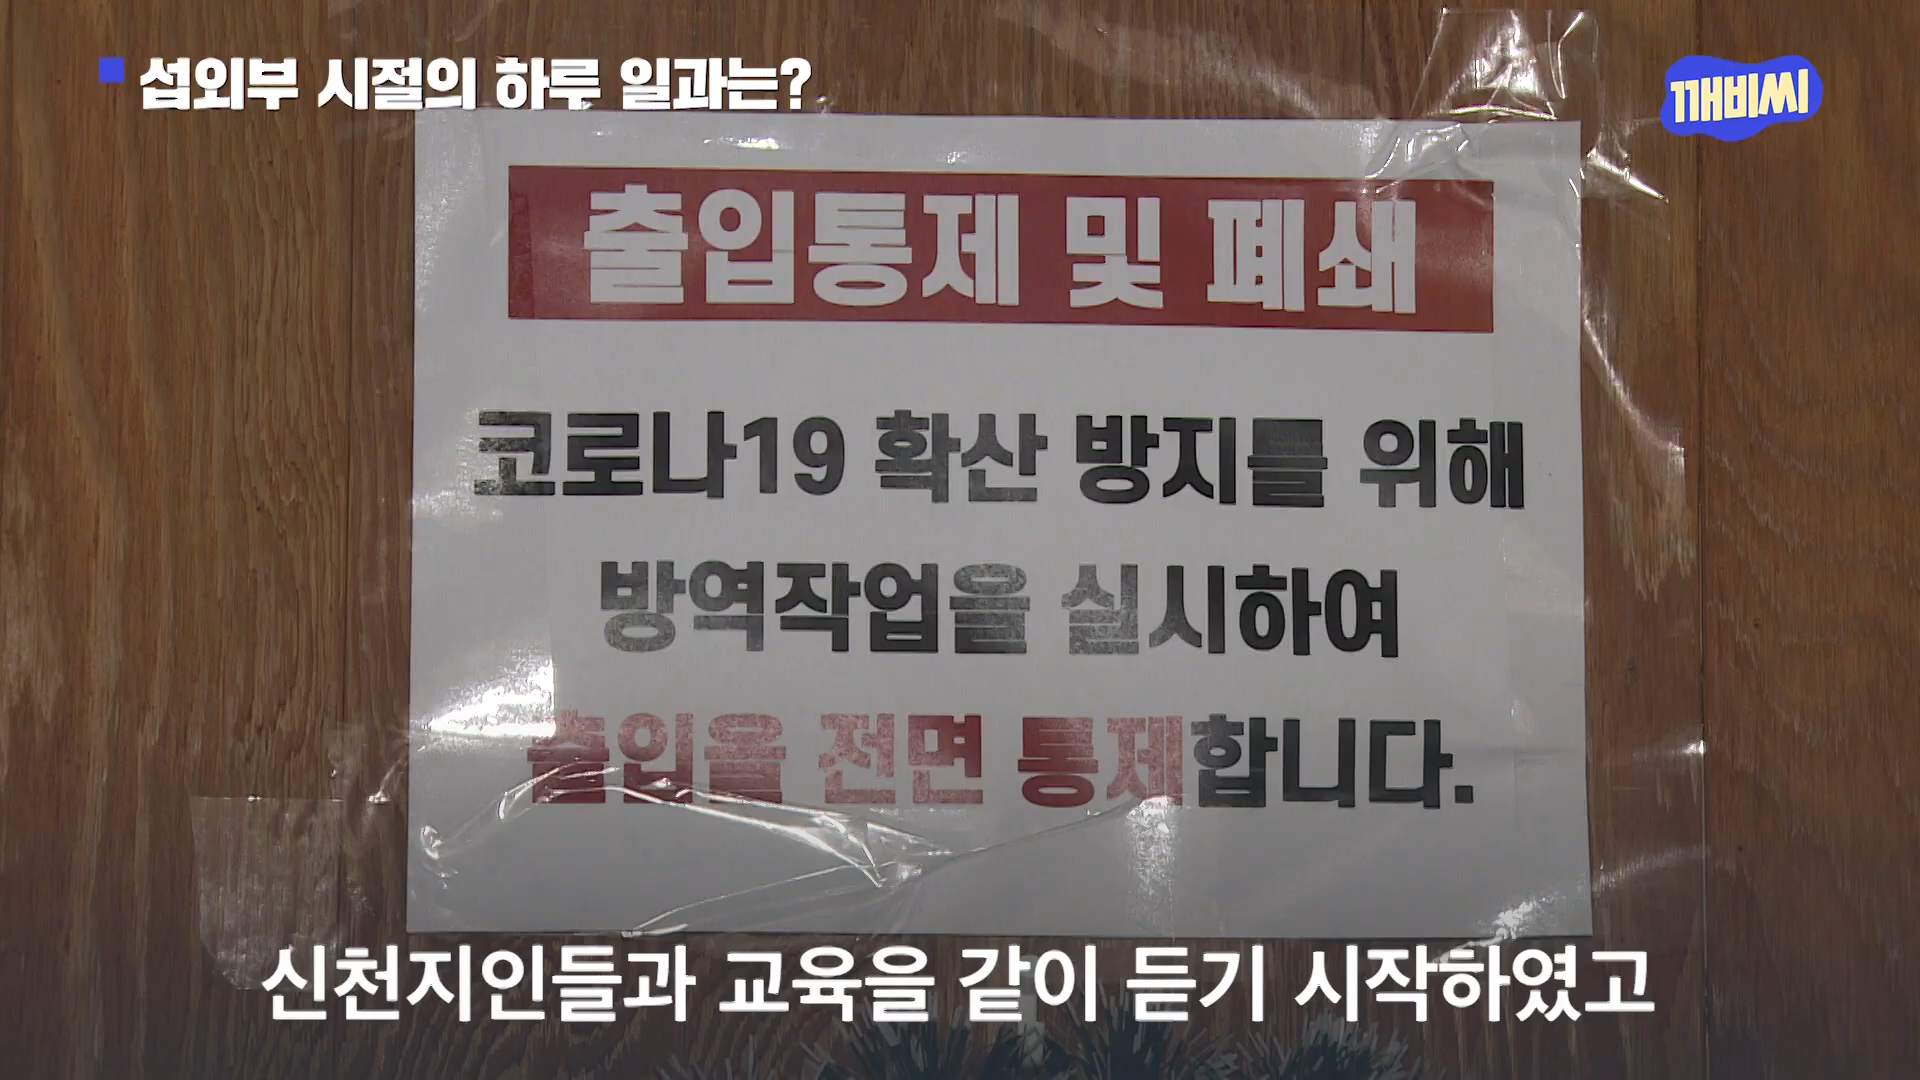 섭외부 시절의 하루 일과는?
깨비씨
출입통제 및 폐쇄
코로나19 확산 방지를 위해
방역작업을 실시하여
출입을 전면 통제합니다.
신천지인들과 교육을 같이 듣기 시작하였고